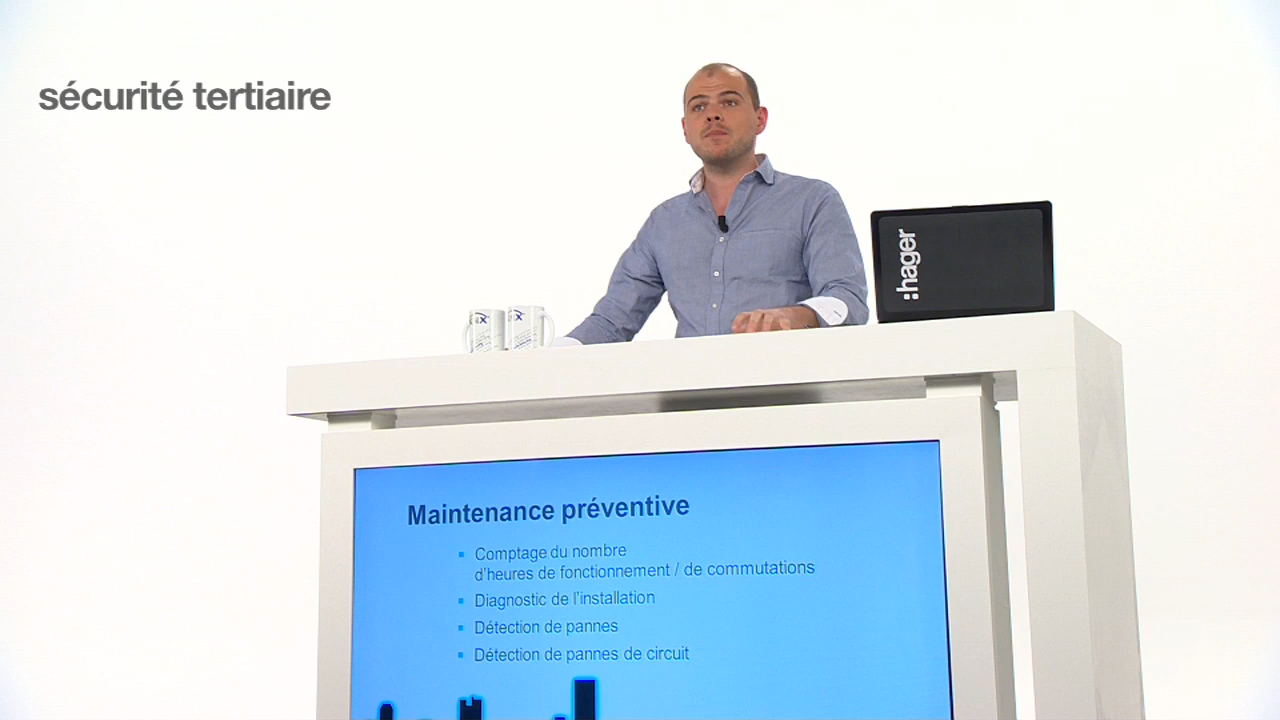 sécurité tertiaire
:hager
Maintenance préventive
Comptage du nombre
d'heures de fonctionnement / de commutations
Diagnostic de l'installation
Détection de pannes
Détection de pannes de circuit